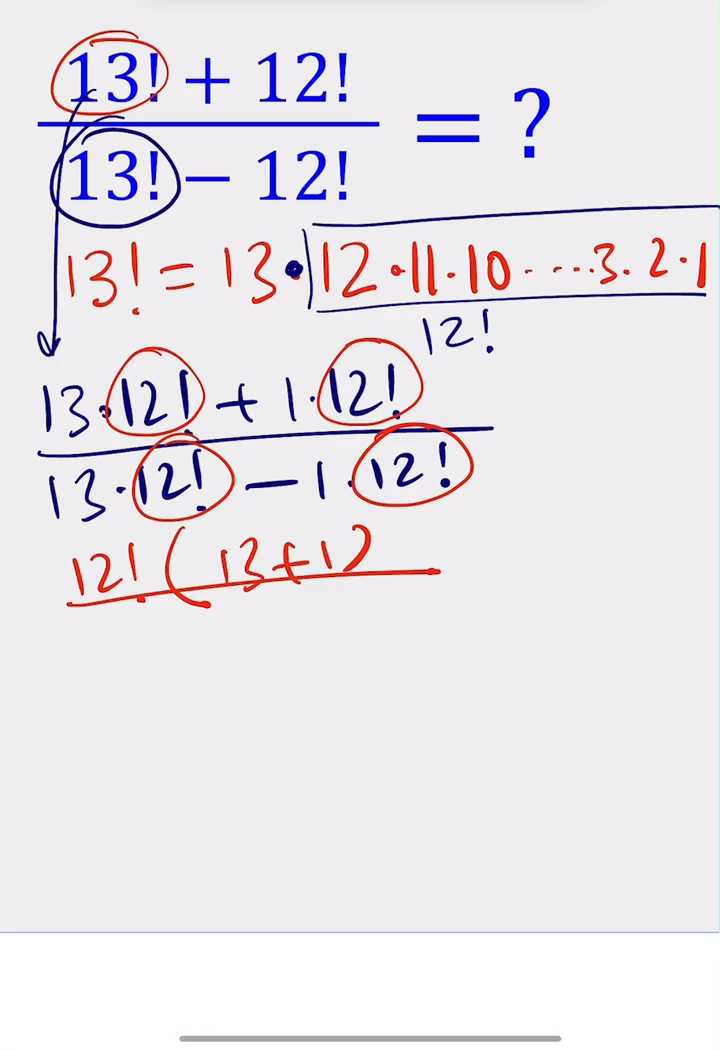 13! + 12!
13! − 12!
= ?
13! = 13 • 12 · 11 · 10 · ··· 3 · 2 · 1
12!
13 · 12! + 1 · 12!
13 · 12! − 1 · 12!
12! ( 13 + 1 )